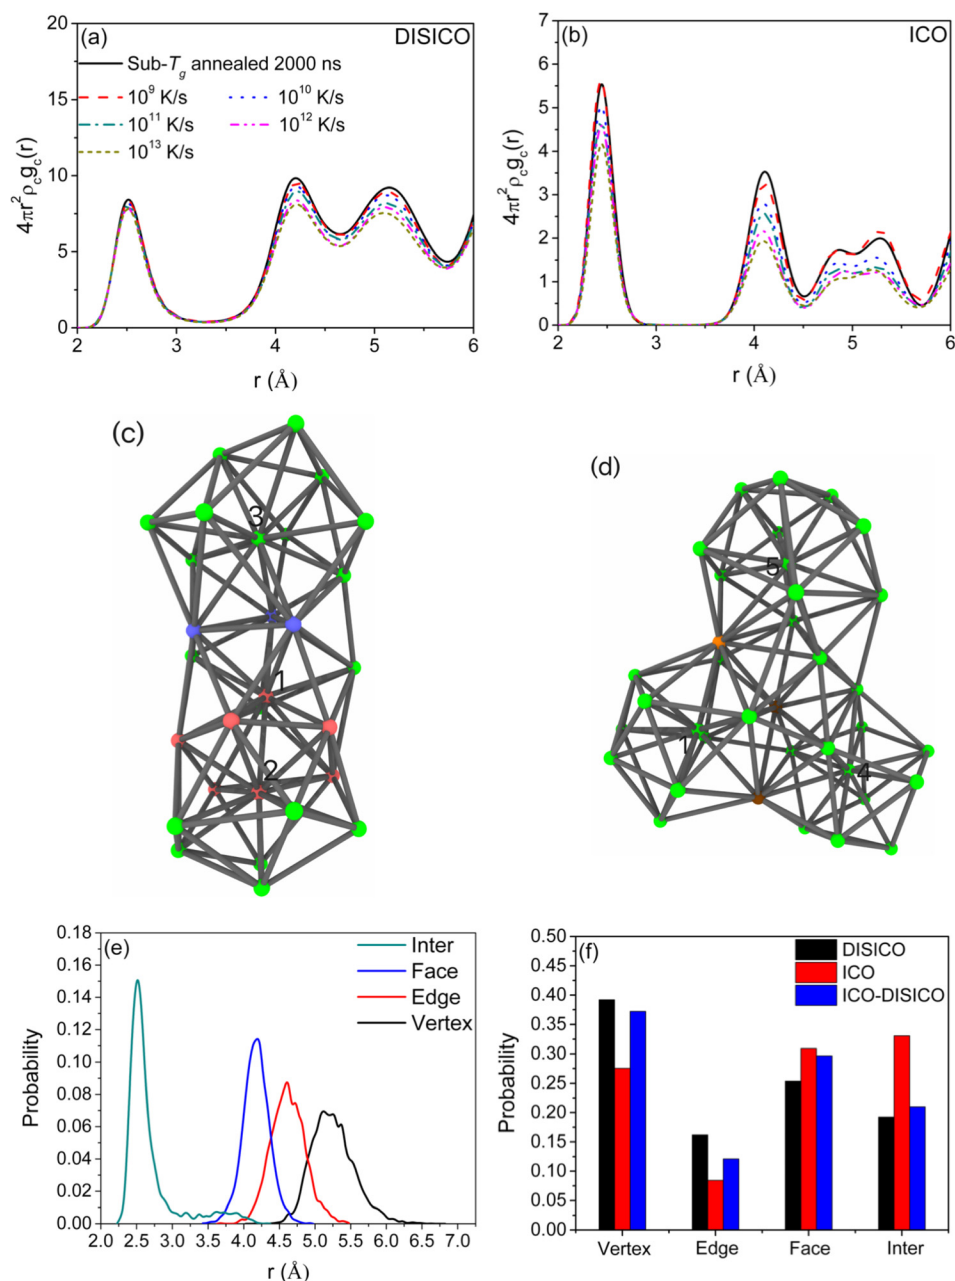 (a)
DISICO
20
15
10
5
0
Sub-T_g annealed 2000 ns
10^9 K/s
10^10 K/s
10^11 K/s
10^12 K/s
10^13 K/s
4πr²ρ_c g_c(r)
2 3 4 5 6
r (Å)
(b)
ICO
7
6
5
4
3
2
1
0
4πr²ρ_c g_c(r)
2 3 4 5 6
r (Å)
(c)
3
1
2
(d)
5
1
4
(e)
0.18
0.16
0.14
0.12
0.10
0.08
0.06
0.04
0.02
0.00
Probability
Inter
Face
Edge
Vertex
2.0 2.5 3.0 3.5 4.0 4.5 5.0 5.5 6.0 6.5 7.0
r (Å)
(f)
0.50
0.45
0.40
0.35
0.30
0.25
0.20
0.15
0.10
0.05
0.00
Probability
DISICO
ICO
ICO-DISICO
Vertex Edge Face Inter